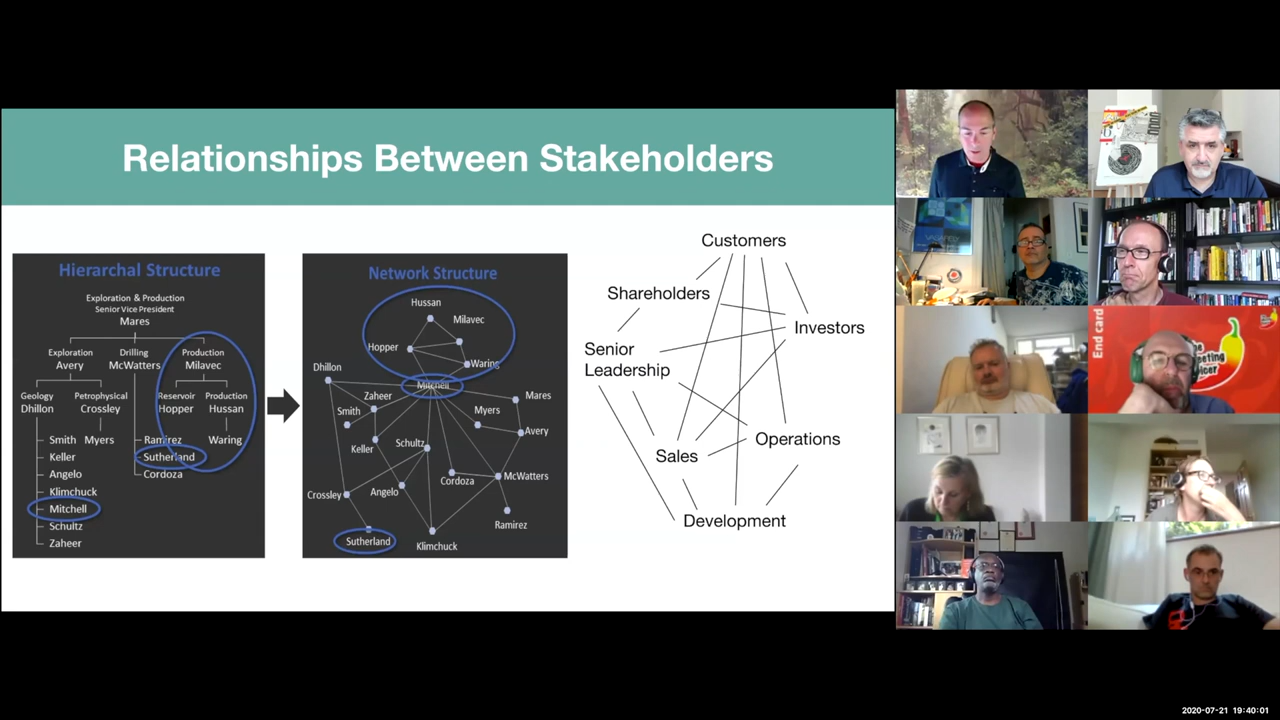 Relationships Between Stakeholders
Hierarchal Structure
Exploration & Production
Senior Vice President
Mares
Exploration
Avery
Drilling
McWatters
Production
Milavec
Geology
Dhillon
Petrophysical
Crossley
Reservoir
Hopper
Production
Hussan
Smith
Myers
Ramirez
Waring
Keller
Sutherland
Angelo
Cordoza
Klimchuck
Mitchell
Schultz
Zaheer
Network Structure
Hussan
Milavec
Hopper
Waring
Dhillon
Mitchell
Zaheer
Mares
Smith
Myers
Avery
Keller
Schultz
McWatters
Cordoza
Crossley
Angelo
Ramirez
Sutherland
Klimchuck
Customers
Shareholders
Investors
Senior
Leadership
Operations
Sales
Development
End card
2020-07-21 19:40:01